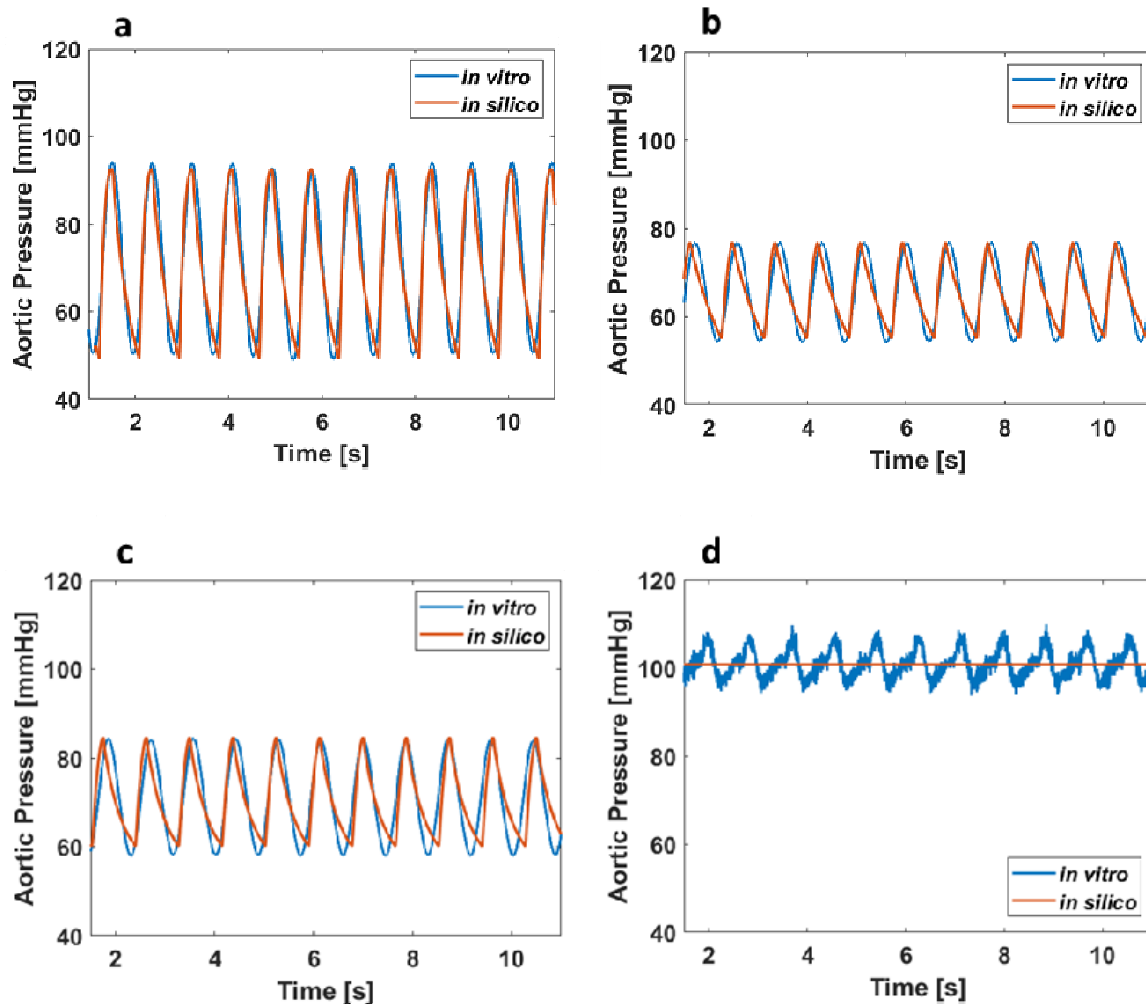 a
120
100
80
60
40
Aortic Pressure [mmHg]
in vitro
in silico
2 4 6 8 10
Time [s]
b
120
100
80
60
40
Aortic Pressure [mmHg]
in vitro
in silico
2 4 6 8 10
Time [s]
c
120
100
80
60
40
Aortic Pressure [mmHg]
in vitro
in silico
2 4 6 8 10
Time [s]
d
120
100
80
60
40
Aortic Pressure [mmHg]
in vitro
in silico
2 4 6 8 10
Time [s]